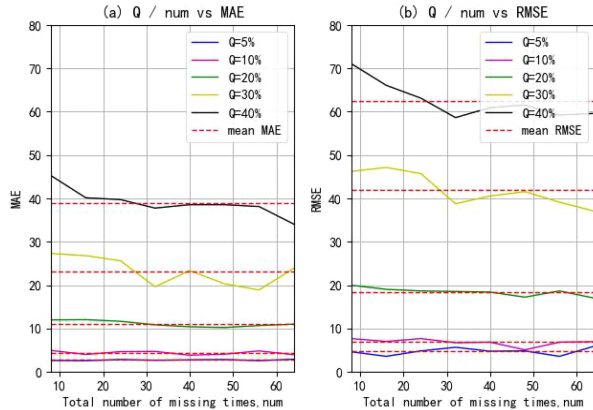 (a) Q / num vs MAE
MAE
80
70
60
50
40
30
20
10
0
10 20 30 40 50 60
Total number of missing times,num
Q=5%
Q=10%
Q=20%
Q=30%
Q=40%
mean MAE
(b) Q / num vs RMSE
RMSE
80
70
60
50
40
30
20
10
0
10 20 30 40 50 60
Total number of missing times,num
Q=5%
Q=10%
Q=20%
Q=30%
Q=40%
mean RMSE